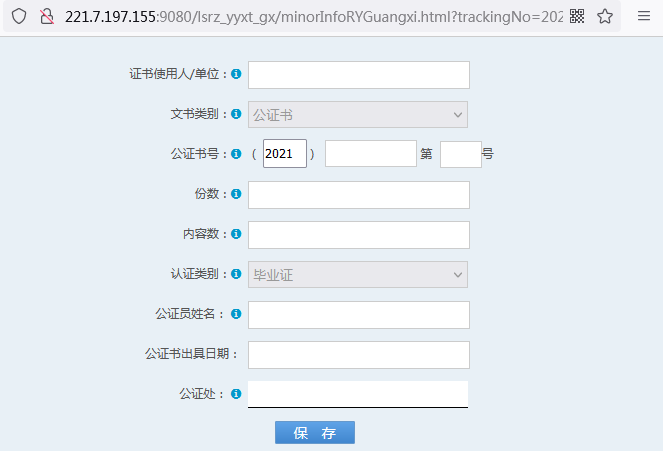 221.7.197.155:9080/lsrz_yyxt_gx/minorInfoRYGuangxi.html?trackingNo=202
证书使用人/单位：
文书类别： 公证书
公证书号： （ 2021 ） 第 号
份数：
内容数：
认证类别： 毕业证
公证员姓名：
公证书出具日期：
公证处：
保 存